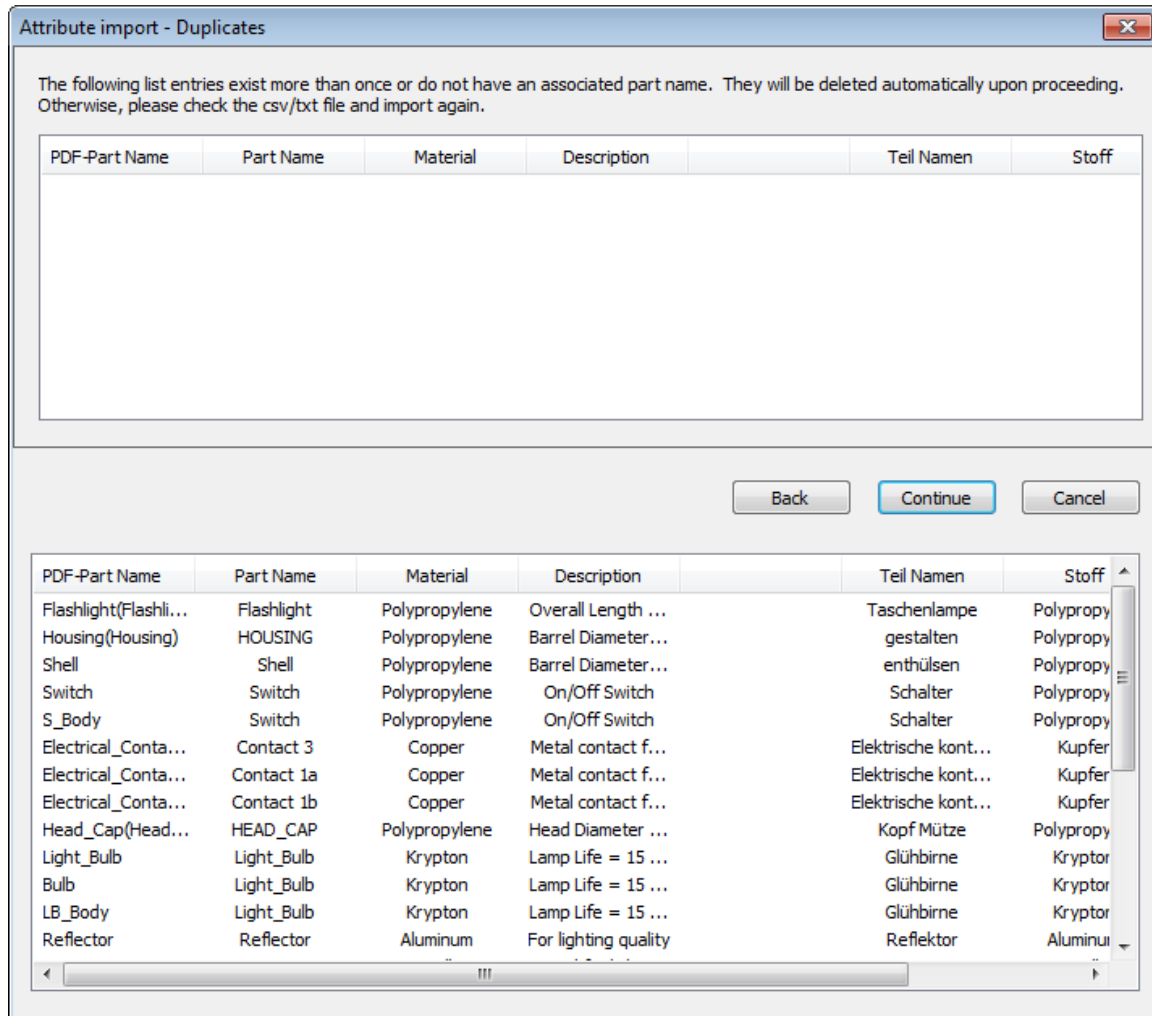 Attribute import - Duplicates
The following list entries exist more than once or do not have an associated part name. They will be deleted automatically upon proceeding.
Otherwise, please check the csv/txt file and import again.
PDF-Part Name Part Name Material Description Teil Namen Stoff
Back Continue Cancel
PDF-Part Name Part Name Material Description Teil Namen Stoff
Flashlight(Flashli... Flashlight Polypropylene Overall Length ... Taschenlampe Polypropy
Housing(Housing) HOUSING Polypropylene Barrel Diameter... gestalten Polypropy
Shell Shell Polypropylene Barrel Diameter... enthülsen Polypropy
Switch Switch Polypropylene On/Off Switch Schalter Polypropy
S_Body Switch Polypropylene On/Off Switch Schalter Polypropy
Electrical_Conta... Contact 3 Copper Metal contact f... Elektrische kont... Kupfer
Electrical_Conta... Contact 1a Copper Metal contact f... Elektrische kont... Kupfer
Electrical_Conta... Contact 1b Copper Metal contact f... Elektrische kont... Kupfer
Head_Cap(Head... HEAD_CAP Polypropylene Head Diameter ... Kopf Mütze Polypropy
Light_Bulb Light_Bulb Krypton Lamp Life = 15 ... Glühbirne Krypton
Bulb Light_Bulb Krypton Lamp Life = 15 ... Glühbirne Krypton
LB_Body Light_Bulb Krypton Lamp Life = 15 ... Glühbirne Krypton
Reflector Reflector Aluminum For lighting quality Reflektor Aluminu